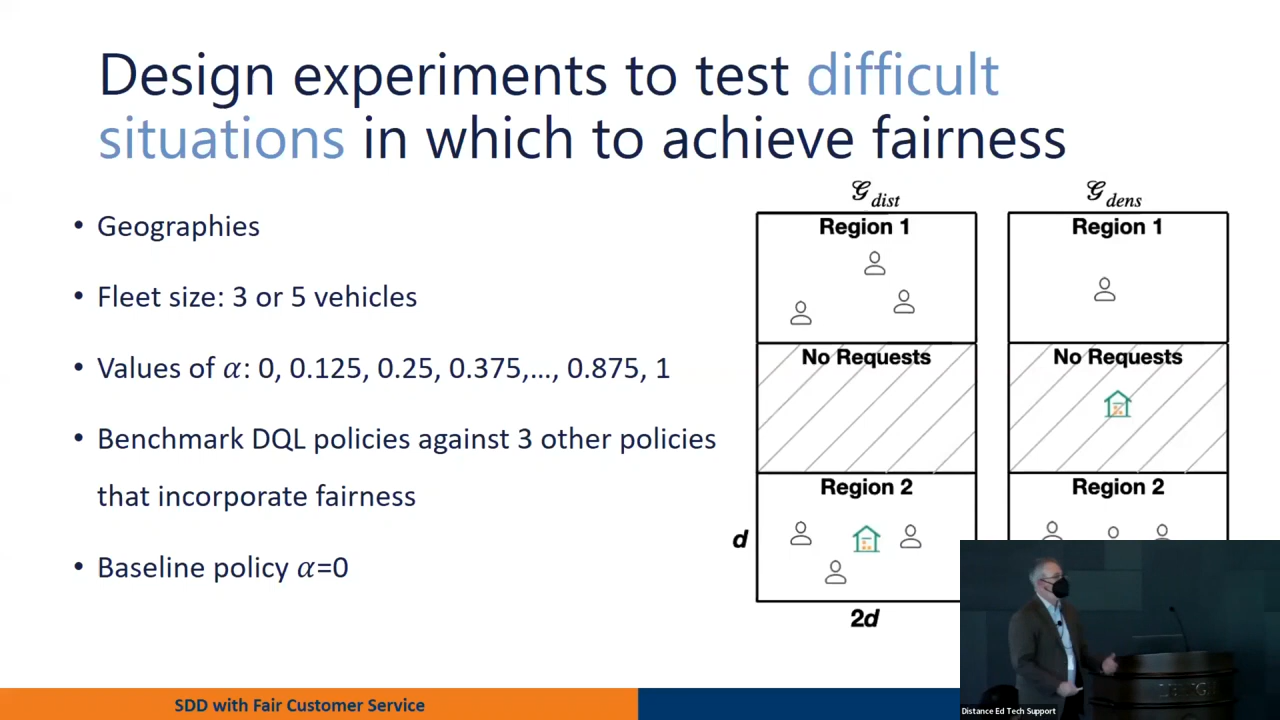 Design experiments to test difficult
situations in which to achieve fairness
• Geographies
• Fleet size: 3 or 5 vehicles
• Values of 𝛼: 0, 0.125, 0.25, 0.375,…, 0.875, 1
• Benchmark DQL policies against 3 other policies
that incorporate fairness
• Baseline policy 𝛼=0
𝒢dist
Region 1
No Requests
Region 2
d
2d
𝒢dens
Region 1
No Requests
Region 2
SDD with Fair Customer Service
Distance Ed Tech Support